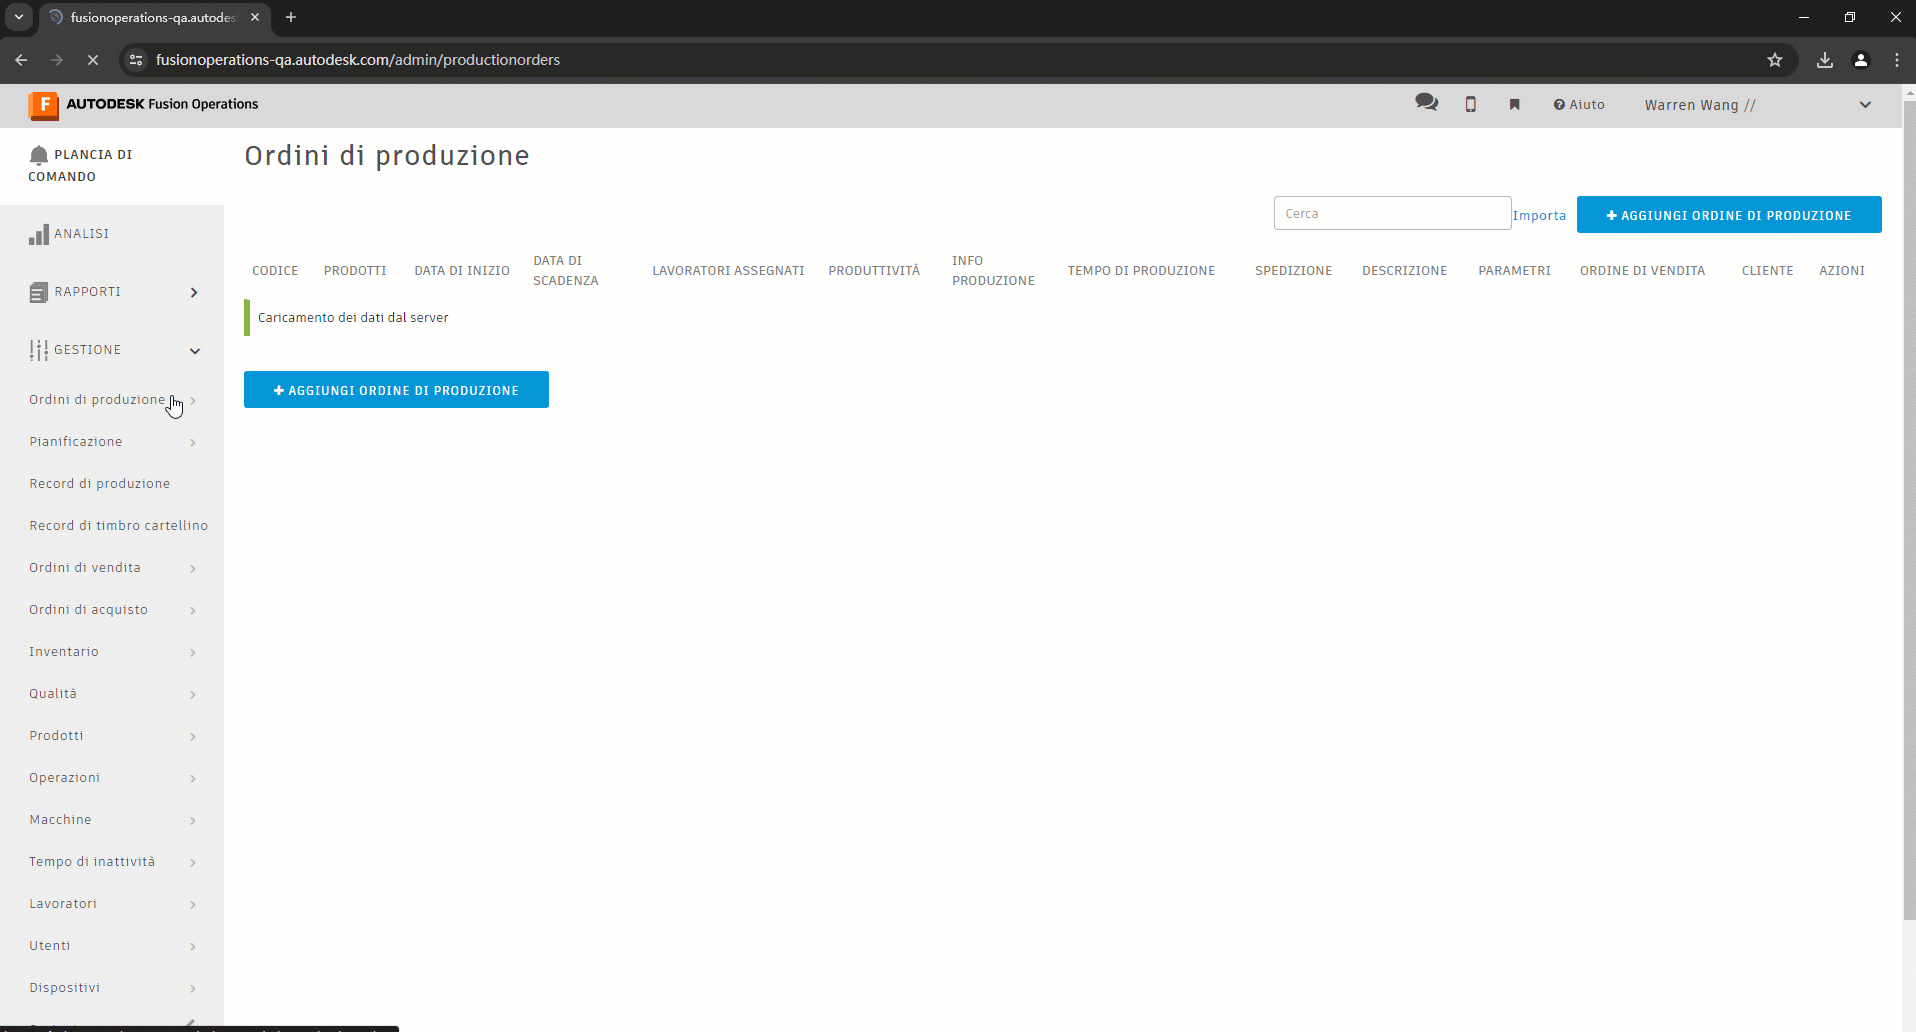 fusionoperations-qa.autodes
fusionoperations-qa.autodesk.com/admin/productionorders
F AUTODESK Fusion Operations
Aiuto
Warren Wang //
PLANCIA DI
COMANDO
ANALISI
RAPPORTI
GESTIONE
Ordini di produzione
Pianificazione
Record di produzione
Record di timbro cartellino
Ordini di vendita
Ordini di acquisto
Inventario
Qualità
Prodotti
Operazioni
Macchine
Tempo di inattività
Lavoratori
Utenti
Dispositivi
Ordini di produzione
Cerca
Importa
+ AGGIUNGI ORDINE DI PRODUZIONE
CODICE
PRODOTTI
DATA DI INIZIO
DATA DI
SCADENZA
LAVORATORI ASSEGNATI
PRODUTTIVITÀ
INFO
PRODUZIONE
TEMPO DI PRODUZIONE
SPEDIZIONE
DESCRIZIONE
PARAMETRI
ORDINE DI VENDITA
CLIENTE
AZIONI
Caricamento dei dati dal server
+ AGGIUNGI ORDINE DI PRODUZIONE